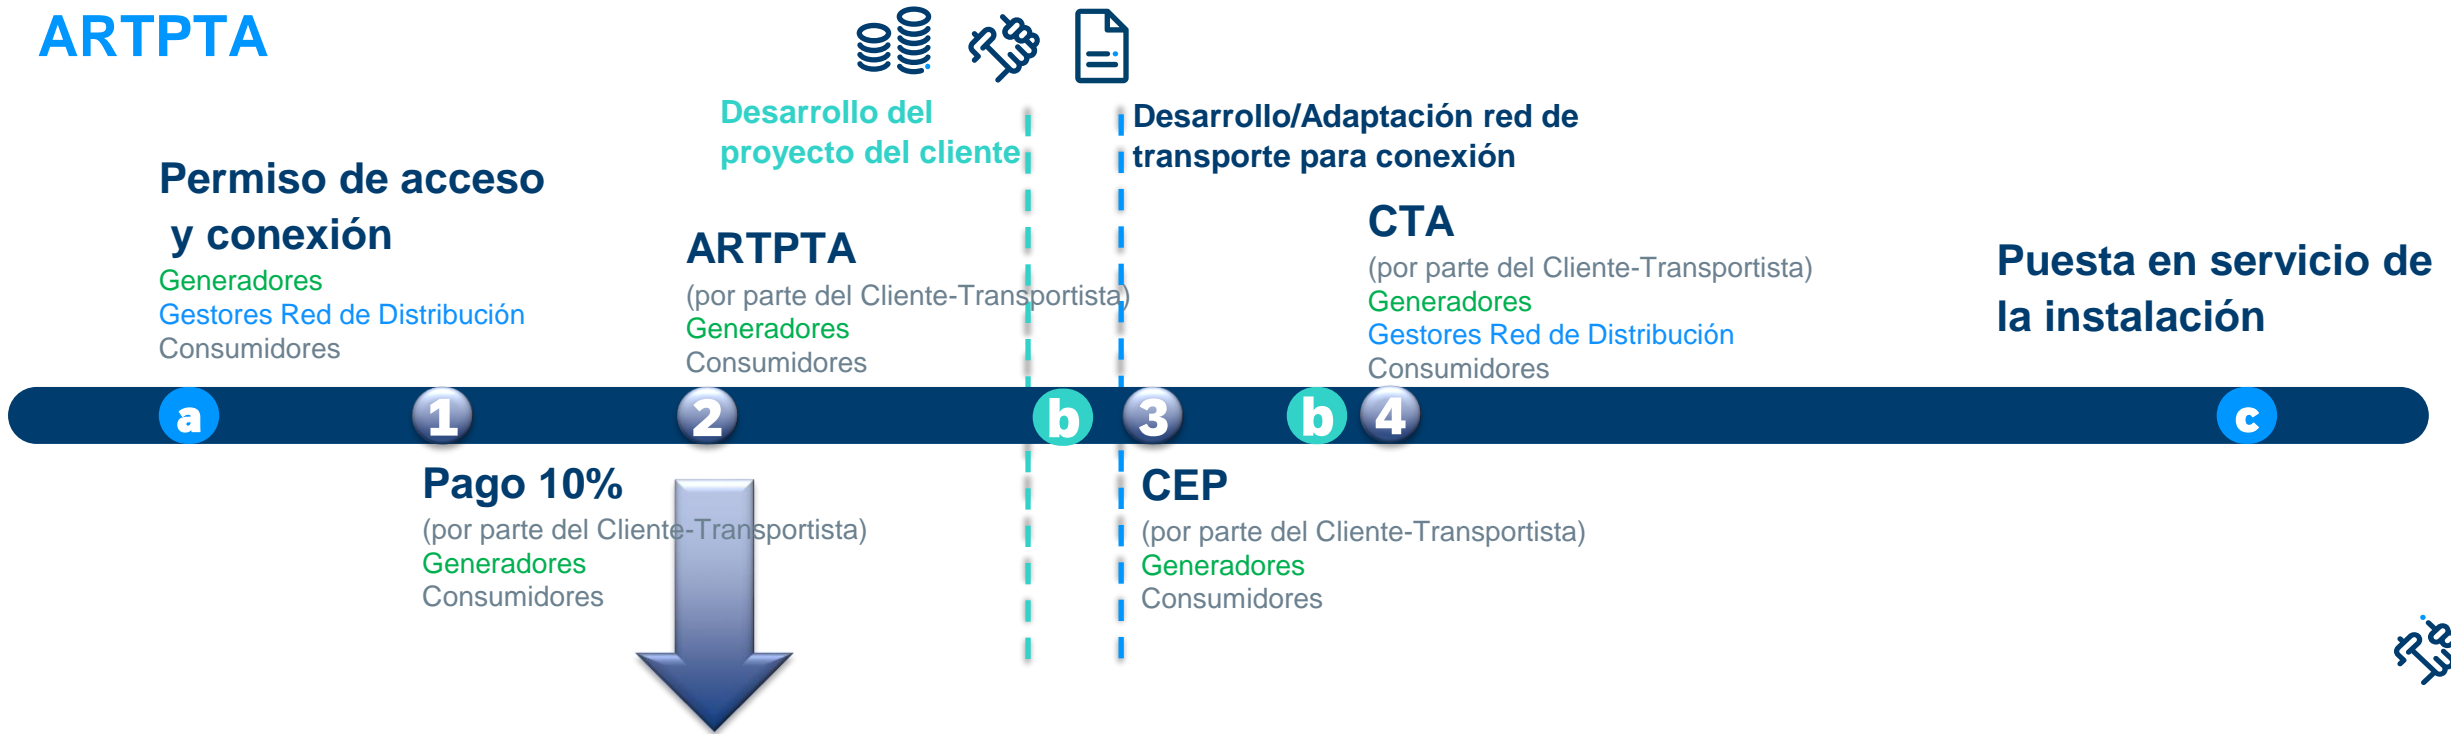 ARTPTA
Desarrollo del
proyecto del cliente
Desarrollo/Adaptación red de
transporte para conexión
Permiso de acceso
y conexión
Generadores
Gestores Red de Distribución
Consumidores
ARTPTA
(por parte del Cliente-Transportista)
Generadores
Consumidores
CTA
(por parte del Cliente-Transportista)
Generadores
Gestores Red de Distribución
Consumidores
Puesta en servicio de
la instalación
a 1 2 b 3 b 4 c
Pago 10%
(por parte del Cliente-Transportista)
Generadores
Consumidores
CEP
(por parte del Cliente-Transportista)
Generadores
Consumidores